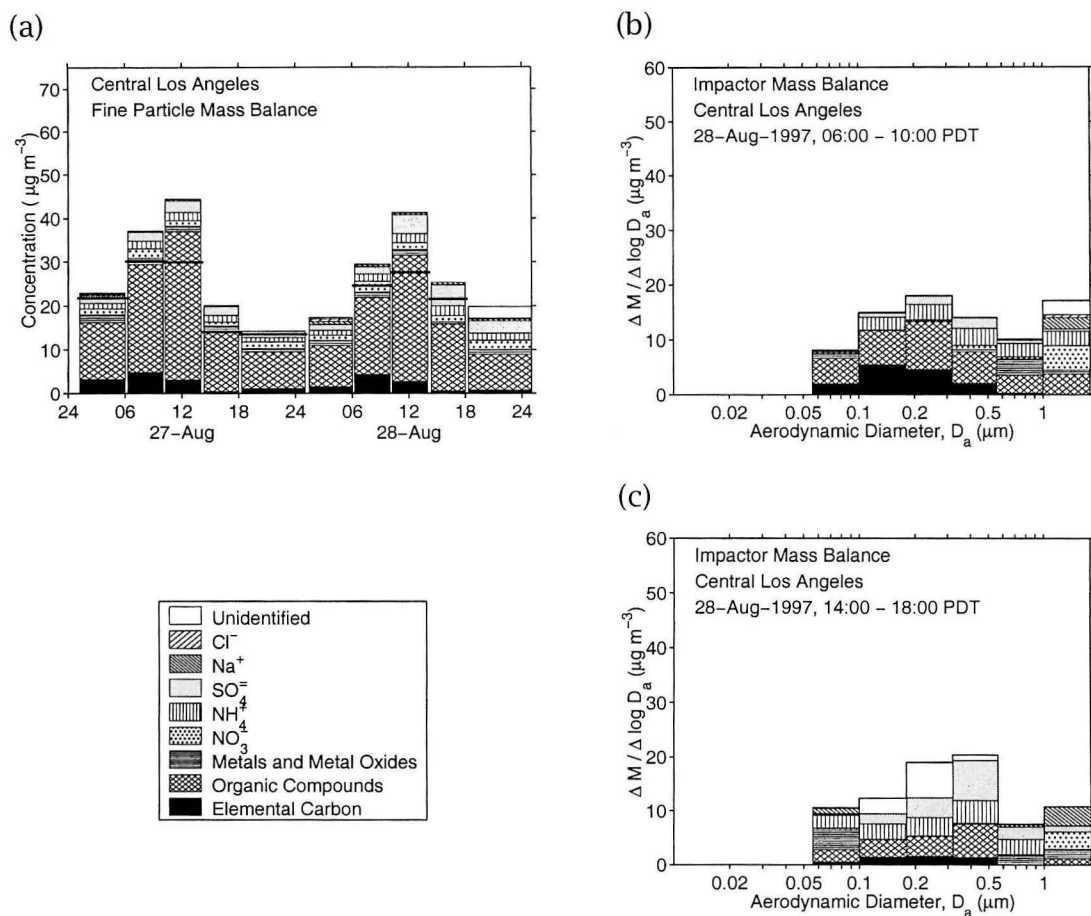 (a)
Central Los Angeles
Fine Particle Mass Balance
Concentration ( μg m⁻³)
70
60
50
40
30
20
10
0
24 06 12 18 24 06 12 18 24
27-Aug 28-Aug
(b)
Impactor Mass Balance
Central Los Angeles
28-Aug-1997, 06:00 - 10:00 PDT
Δ M / Δ log Dₐ (μg m⁻³)
60
50
40
30
20
10
0
0.02 0.05 0.1 0.2 0.5 1
Aerodynamic Diameter, Dₐ (μm)
(c)
Impactor Mass Balance
Central Los Angeles
28-Aug-1997, 14:00 - 18:00 PDT
Δ M / Δ log Dₐ (μg m⁻³)
60
50
40
30
20
10
0
0.02 0.05 0.1 0.2 0.5 1
Aerodynamic Diameter, Dₐ (μm)
Unidentified
Cl⁻
Na⁺
SO₄⁼
NH₄⁺
NO₃⁻
Metals and Metal Oxides
Organic Compounds
Elemental Carbon